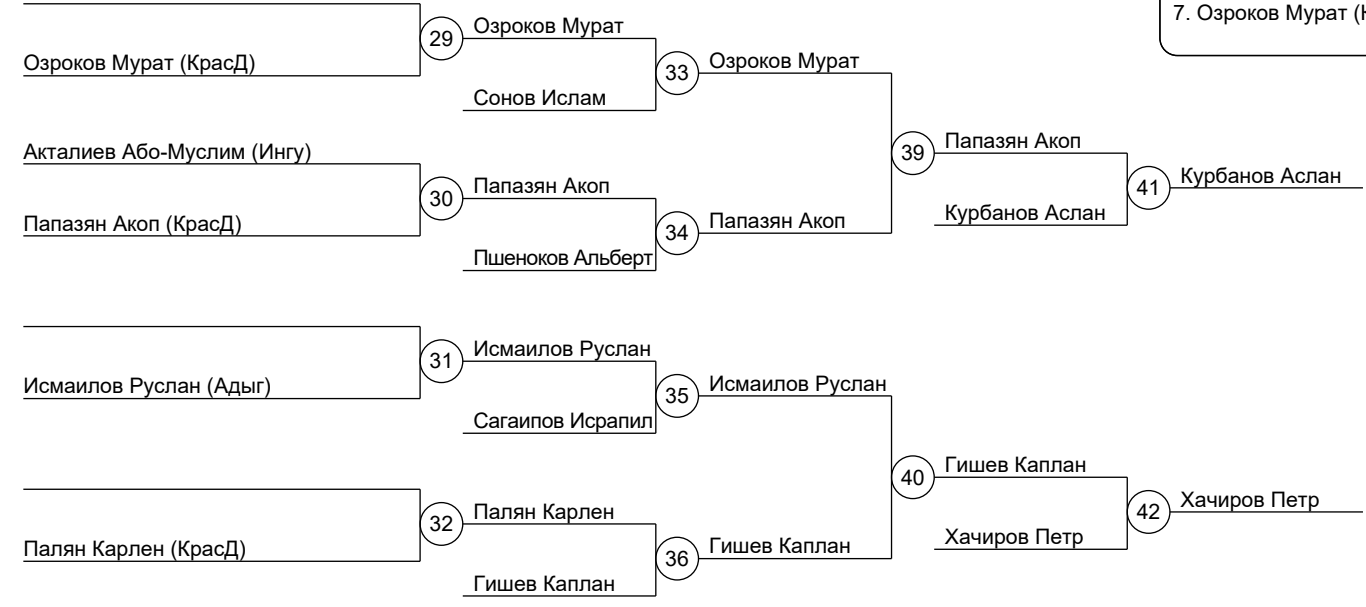 7. Озроков Мурат (
29
Озроков Мурат
Озроков Мурат (КрасД)
33
Озроков Мурат
Сонов Ислам
Акталиев Або-Муслим (Ингу)
39
Папазян Акоп
30
Папазян Акоп
41
Курбанов Аслан
Папазян Акоп (КрасД)
34
Папазян Акоп
Курбанов Аслан
Пшеноков Альберт
31
Исмаилов Руслан
Исмаилов Руслан (Адыг)
35
Исмаилов Руслан
Сагаипов Исрапил
40
Гишев Каплан
32
Палян Карлен
42
Хачиров Петр
Палян Карлен (КрасД)
36
Гишев Каплан
Хачиров Петр
Гишев Каплан